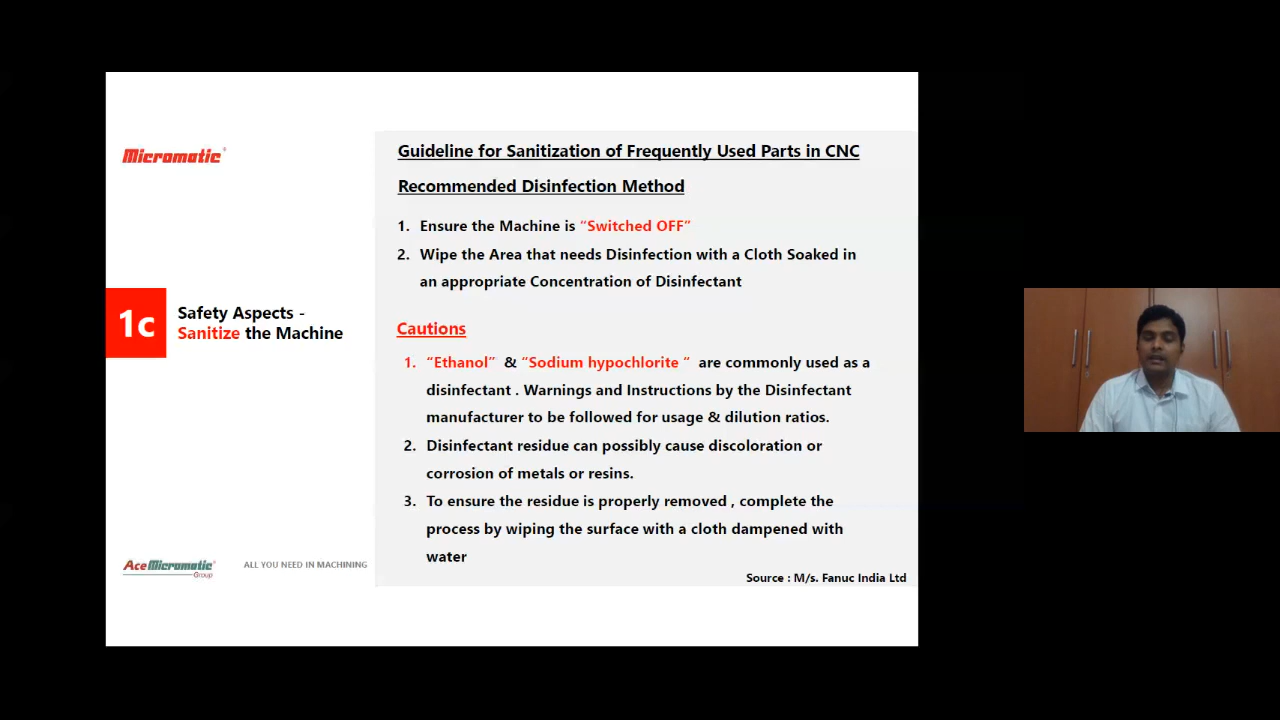 Micromatic
1c
Safety Aspects -
Sanitize the Machine
AceMicromatic
Group
ALL YOU NEED IN MACHINING
Guideline for Sanitization of Frequently Used Parts in CNC
Recommended Disinfection Method
1. Ensure the Machine is “Switched OFF”
2. Wipe the Area that needs Disinfection with a Cloth Soaked in
an appropriate Concentration of Disinfectant
Cautions
1. “Ethanol” & “Sodium hypochlorite “ are commonly used as a
disinfectant . Warnings and Instructions by the Disinfectant
manufacturer to be followed for usage & dilution ratios.
2. Disinfectant residue can possibly cause discoloration or
corrosion of metals or resins.
3. To ensure the residue is properly removed , complete the
process by wiping the surface with a cloth dampened with
water
Source : M/s. Fanuc India Ltd